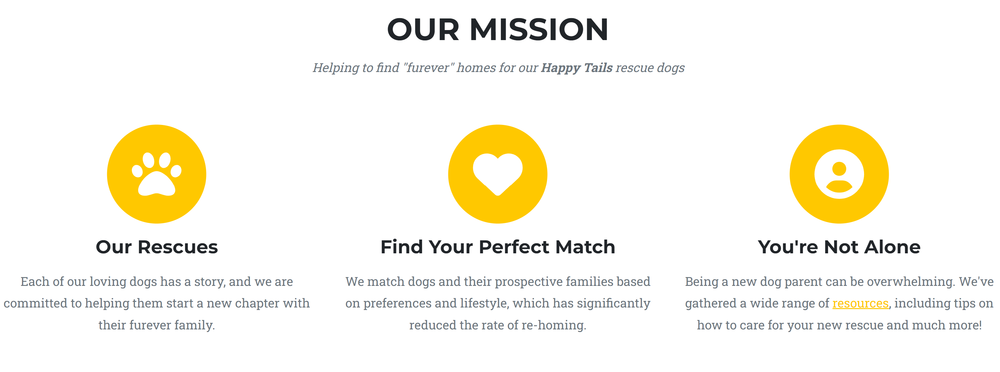 OUR MISSION
Helping to find "furever" homes for our Happy Tails rescue dogs
Our Rescues
Each of our loving dogs has a story, and we are
committed to helping them start a new chapter with
their furever family.
Find Your Perfect Match
We match dogs and their prospective families based
on preferences and lifestyle, which has significantly
reduced the rate of re-homing.
You're Not Alone
Being a new dog parent can be overwhelming. We've
gathered a wide range of resources, including tips on
how to care for your new rescue and much more!